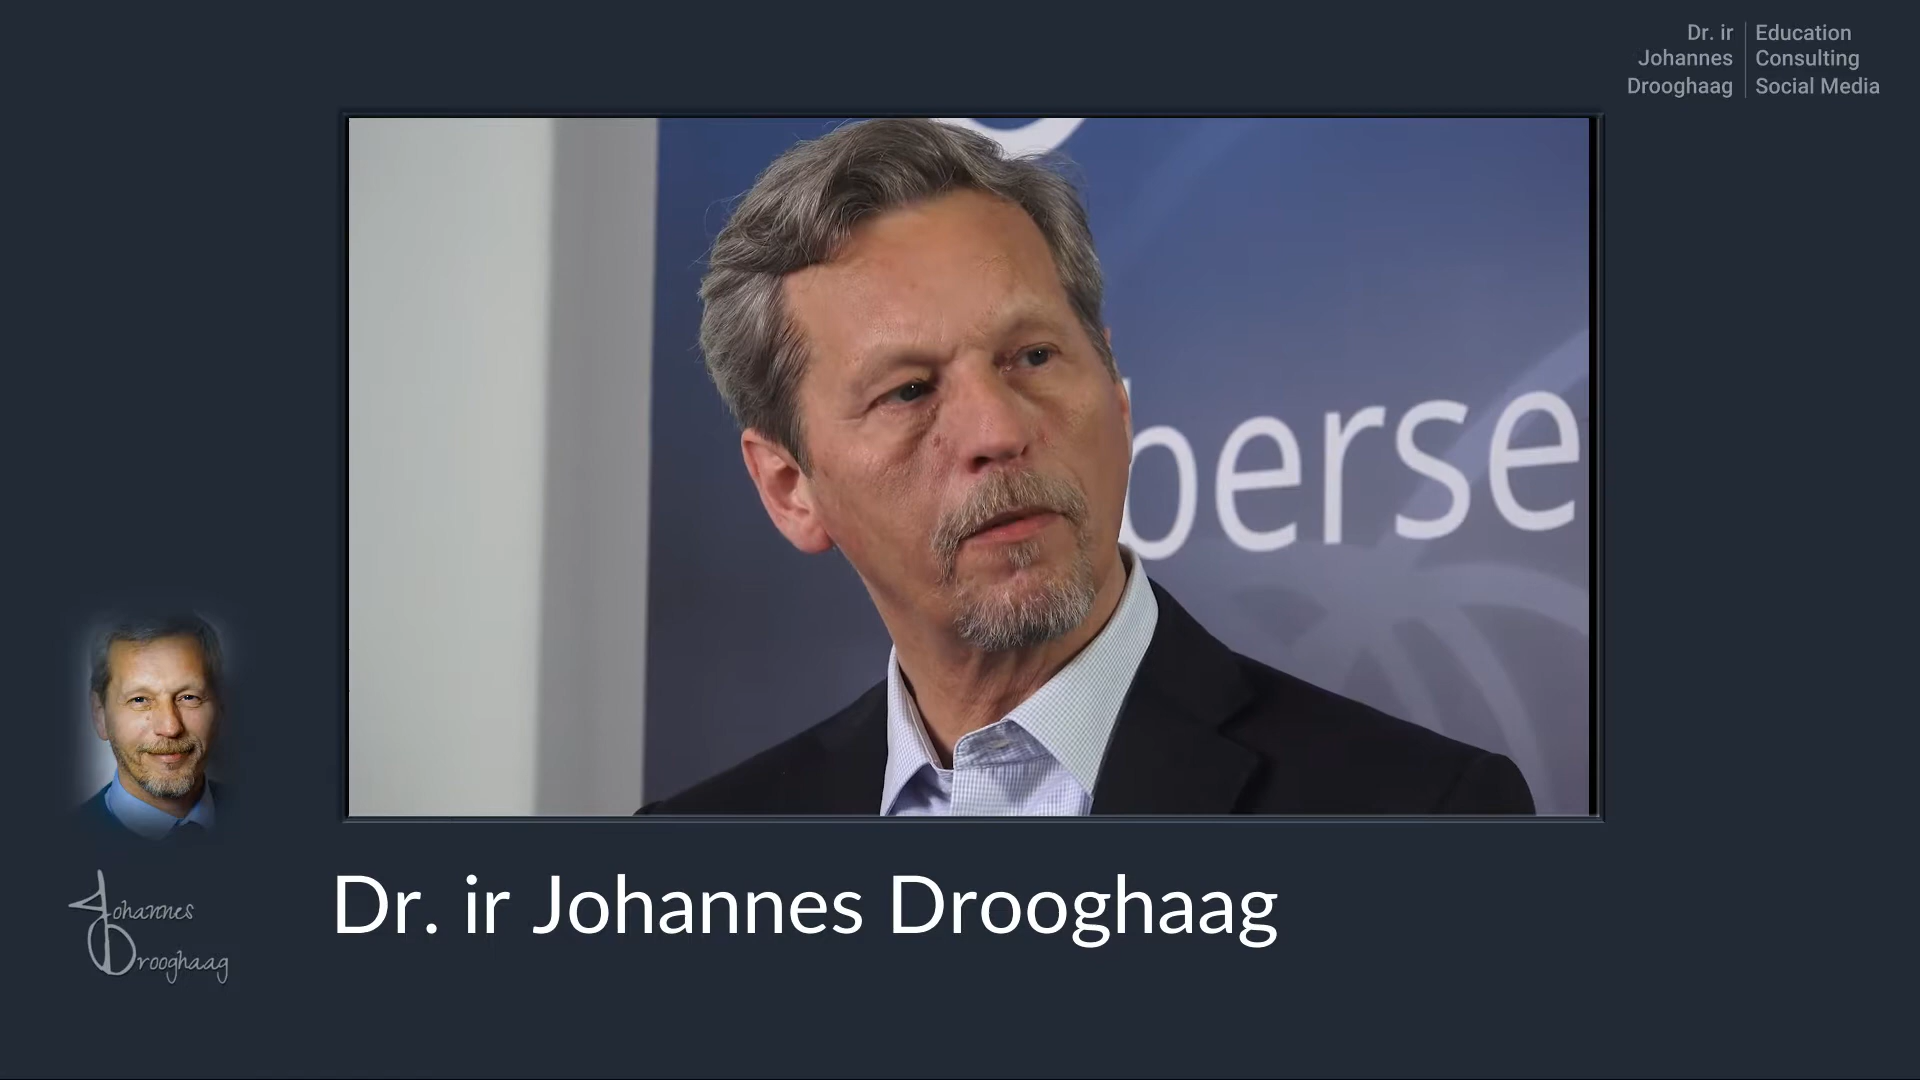 Dr. ir
Johannes
Drooghaag
Education
Consulting
Social Media
berse
Dr. ir Johannes Drooghaag
Johannes
Drooghaag